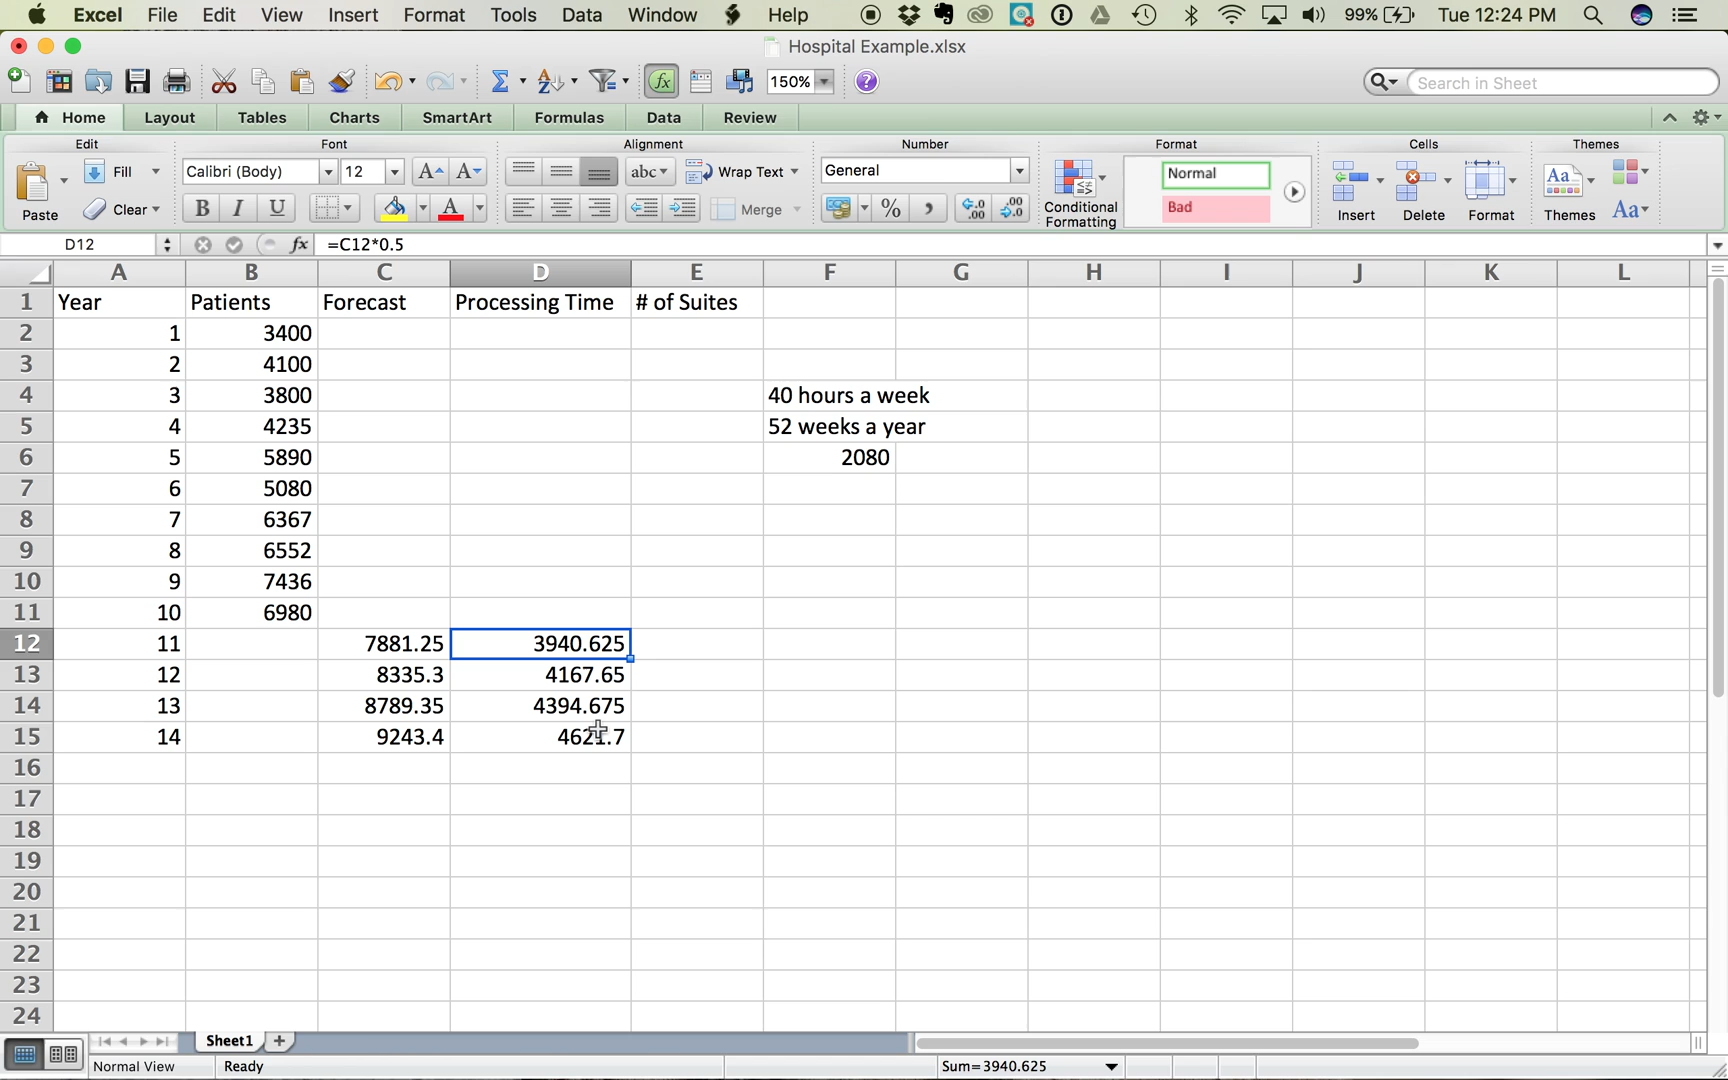 Excel File Edit View Insert Format Tools Data Window Help 99% Tue 12:24 PM
Hospital Example.xlsx
150% Search in Sheet
Home Layout Tables Charts SmartArt Formulas Data Review
Edit Font Alignment Number Format Cells Themes
Fill Calibri (Body) 12 A A abc Wrap Text General Normal
Paste Clear B I U A Merge % Conditional Formatting Bad Insert Delete Format Themes Aa
D12 fx =C12*0.5
A B C D E F G H I J K L
1 Year Patients Forecast Processing Time # of Suites
2 1 3400
3 2 4100
4 3 3800 40 hours a week
5 4 4235 52 weeks a year
6 5 5890 2080
7 6 5080
8 7 6367
9 8 6552
10 9 7436
11 10 6980
12 11 7881.25 3940.625
13 12 8335.3 4167.65
14 13 8789.35 4394.675
15 14 9243.4 4621.7
16
17
18
19
20
21
22
23
24
Sheet1
Normal View Ready Sum=3940.625